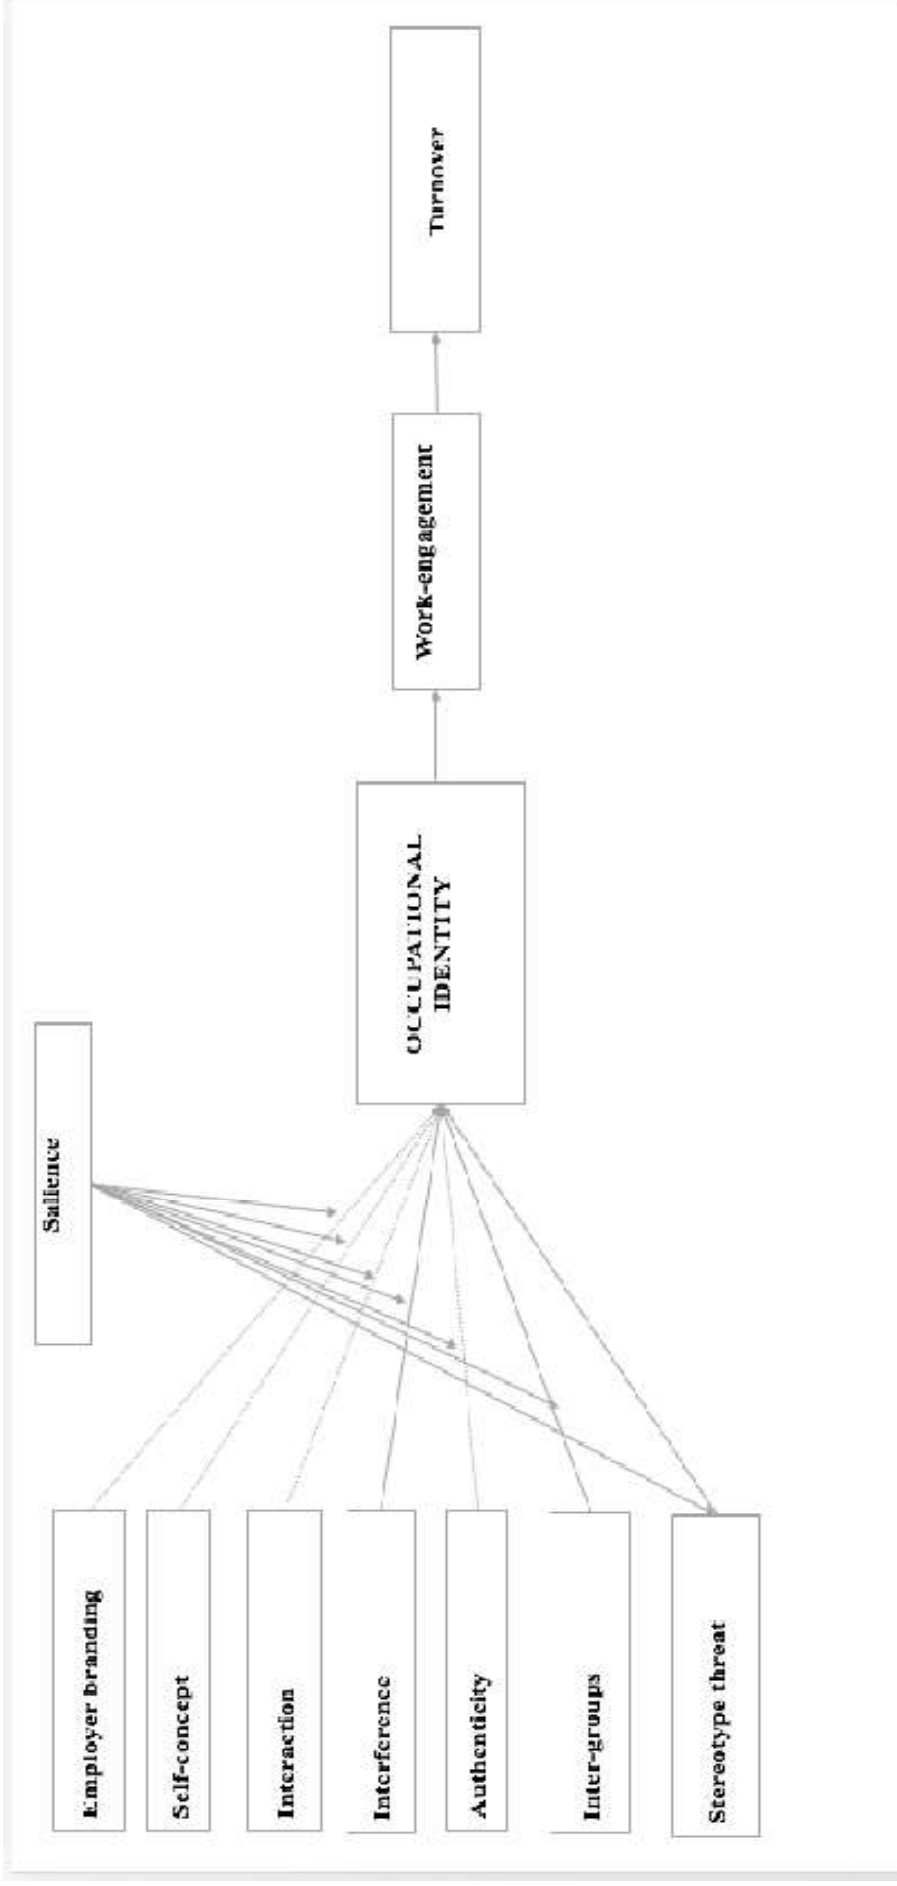 Salience
Employer branding
Self-concept
Interaction
Interference
Authenticity
Inter-groups
Stereotype threat
OCCUPATIONAL
IDENTITY
Work-engagement
Turnover